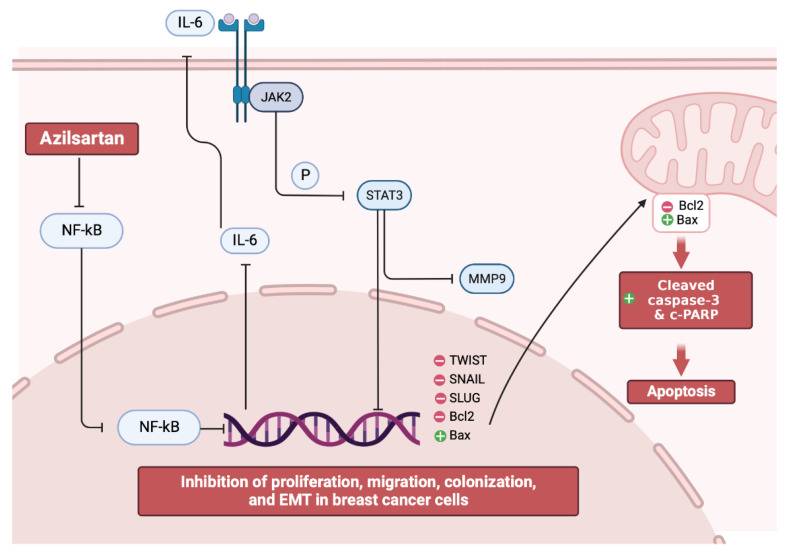 IL-6
JAK2
Azilsartan
P
STAT3
NF-kB
IL-6
MMP9
Bcl2
Bax
Cleaved
caspase-3
& c-PARP
Apoptosis
TWIST
SNAIL
SLUG
Bcl2
Bax
NF-kB
Inhibition of proliferation, migration, colonization,
and EMT in breast cancer cells